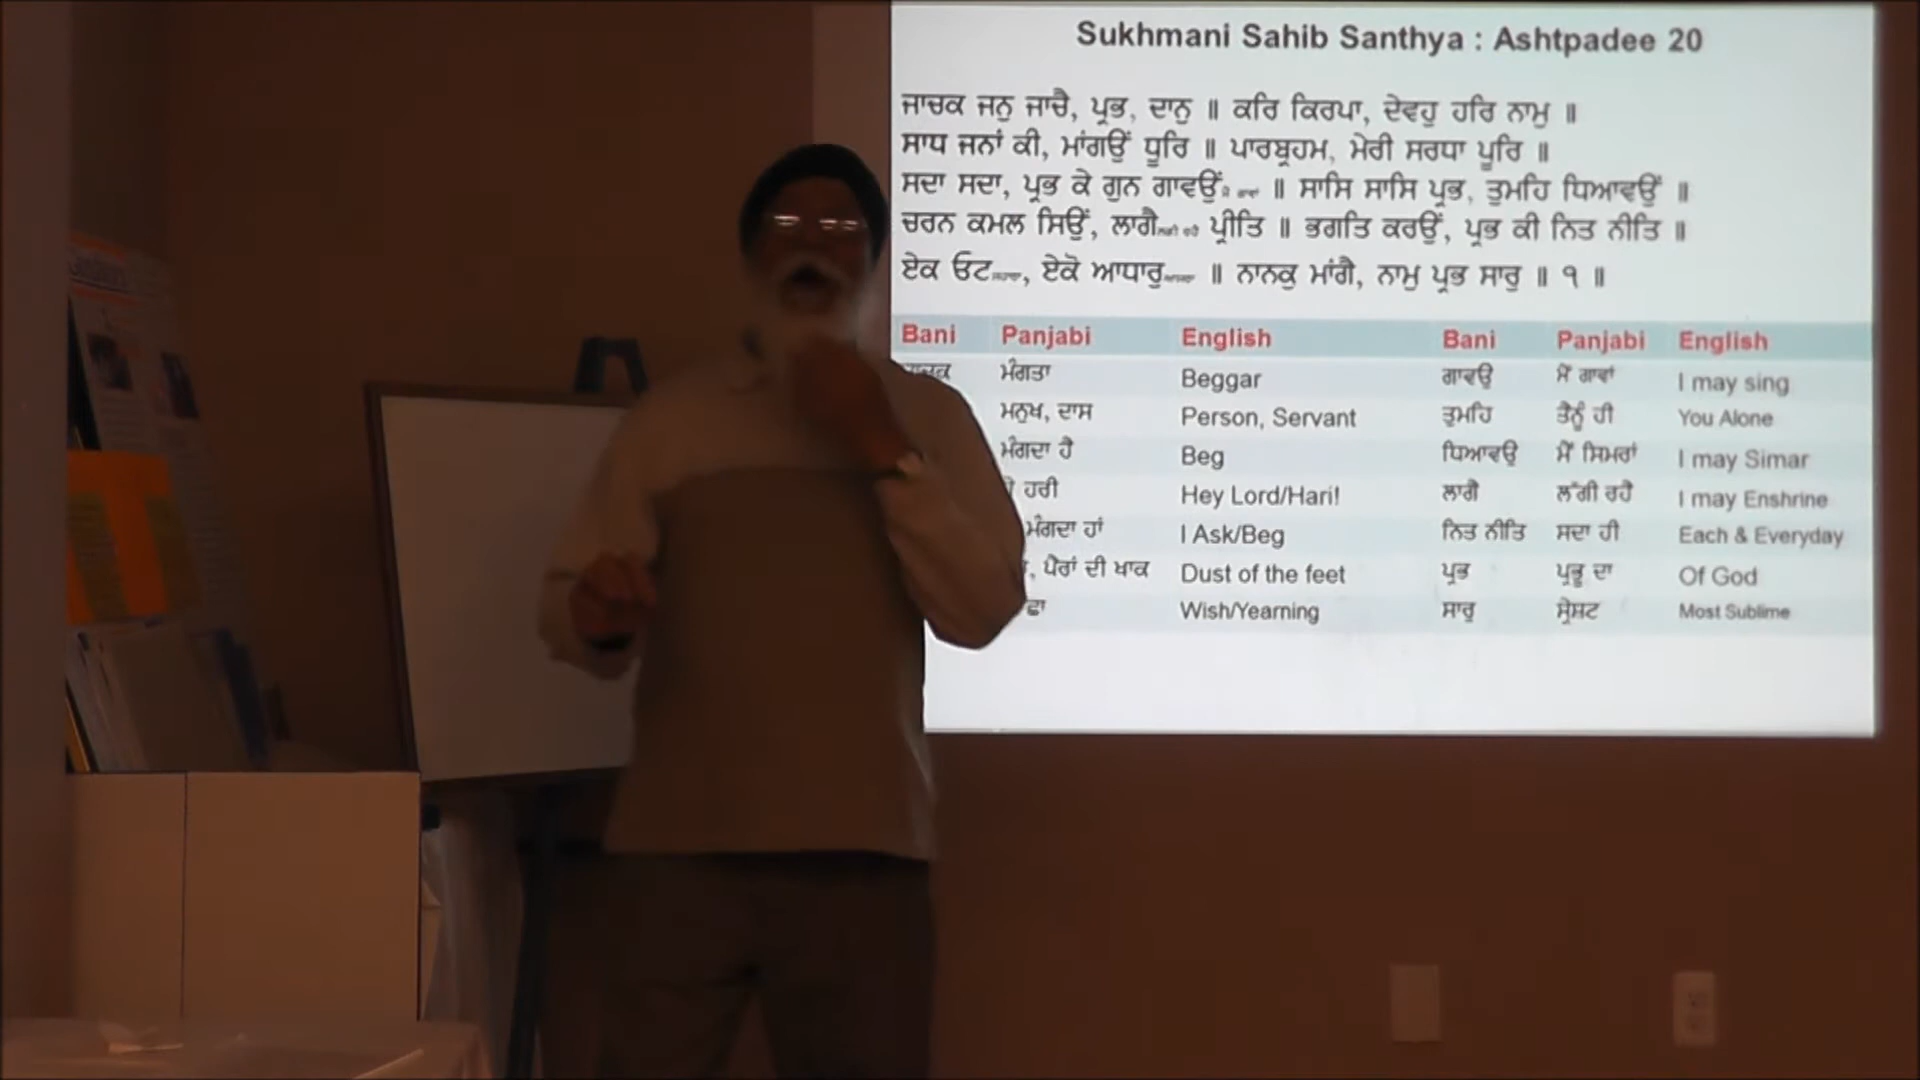 Sukhmani Sahib Santhya : Ashtpadee 20
ਜਾਚਕ ਜਨੁ ਜਾਚੈ, ਪ੍ਰਭ, ਦਾਨੁ ॥ ਕਰਿ ਕਿਰਪਾ, ਦੇਵਹੁ ਹਰਿ ਨਾਮੁ ॥
ਸਾਧ ਜਨਾਂ ਕੀ, ਮਾਂਗਉਂ ਧੂਰਿ ॥ ਪਾਰਬ੍ਰਹਮ, ਮੇਰੀ ਸਰਧਾ ਪੂਰਿ ॥
ਸਦਾ ਸਦਾ, ਪ੍ਰਭ ਕੇ ਗੁਨ ਗਾਵਉਂ ॥ ਸਾਸਿ ਸਾਸਿ ਪ੍ਰਭ, ਤੁਮਹਿ ਧਿਆਵਉਂ ॥
ਚਰਨ ਕਮਲ ਸਿਉਂ, ਲਾਗੈ ਪ੍ਰੀਤਿ ॥ ਭਗਤਿ ਕਰਉਂ, ਪ੍ਰਭ ਕੀ ਨਿਤ ਨੀਤਿ ॥
ਏਕ ਓਟ, ਏਕੋ ਆਧਾਰੁ ॥ ਨਾਨਕੁ ਮਾਂਗੈ, ਨਾਮੁ ਪ੍ਰਭ ਸਾਰੁ ॥ ੧ ॥
Bani Panjabi English Bani Panjabi English
ਮੰਗਤਾ Beggar ਗਾਵਉ ਮੈਂ ਗਾਵਾਂ I may sing
ਮਨੁਖ, ਦਾਸ Person, Servant ਤੁਮਹਿ ਤੈਨੂੰ ਹੀ You Alone
ਮੰਗਦਾ ਹੈ Beg ਧਿਆਵਉ ਮੈਂ ਸਿਮਰਾਂ I may Simar
ਹਰੀ Hey Lord/Hari! ਲਾਗੈ ਲੱਗੀ ਰਹੈ I may Enshrine
ਮੰਗਦਾ ਹਾਂ I Ask/Beg ਨਿਤ ਨੀਤਿ ਸਦਾ ਹੀ Each & Everyday
, ਪੈਰਾਂ ਦੀ ਖਾਕ Dust of the feet ਪ੍ਰਭ ਪ੍ਰਭੂ ਦਾ Of God
Wish/Yearning ਸਾਰੁ ਸ੍ਰੇਸ਼ਟ Most Sublime